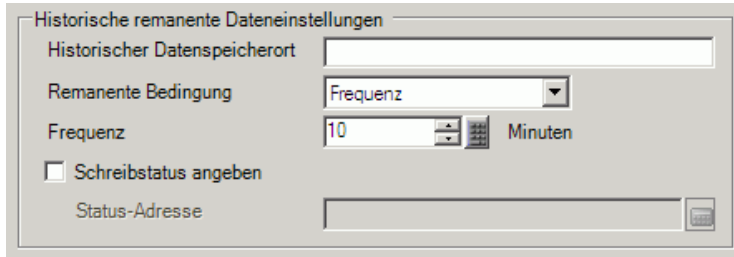 Historische remanente Dateneinstellungen
Historischer Datenspeicherort
Remanente Bedingung Frequenz
Frequenz 10 Minuten
Schreibstatus angeben
Status-Adresse